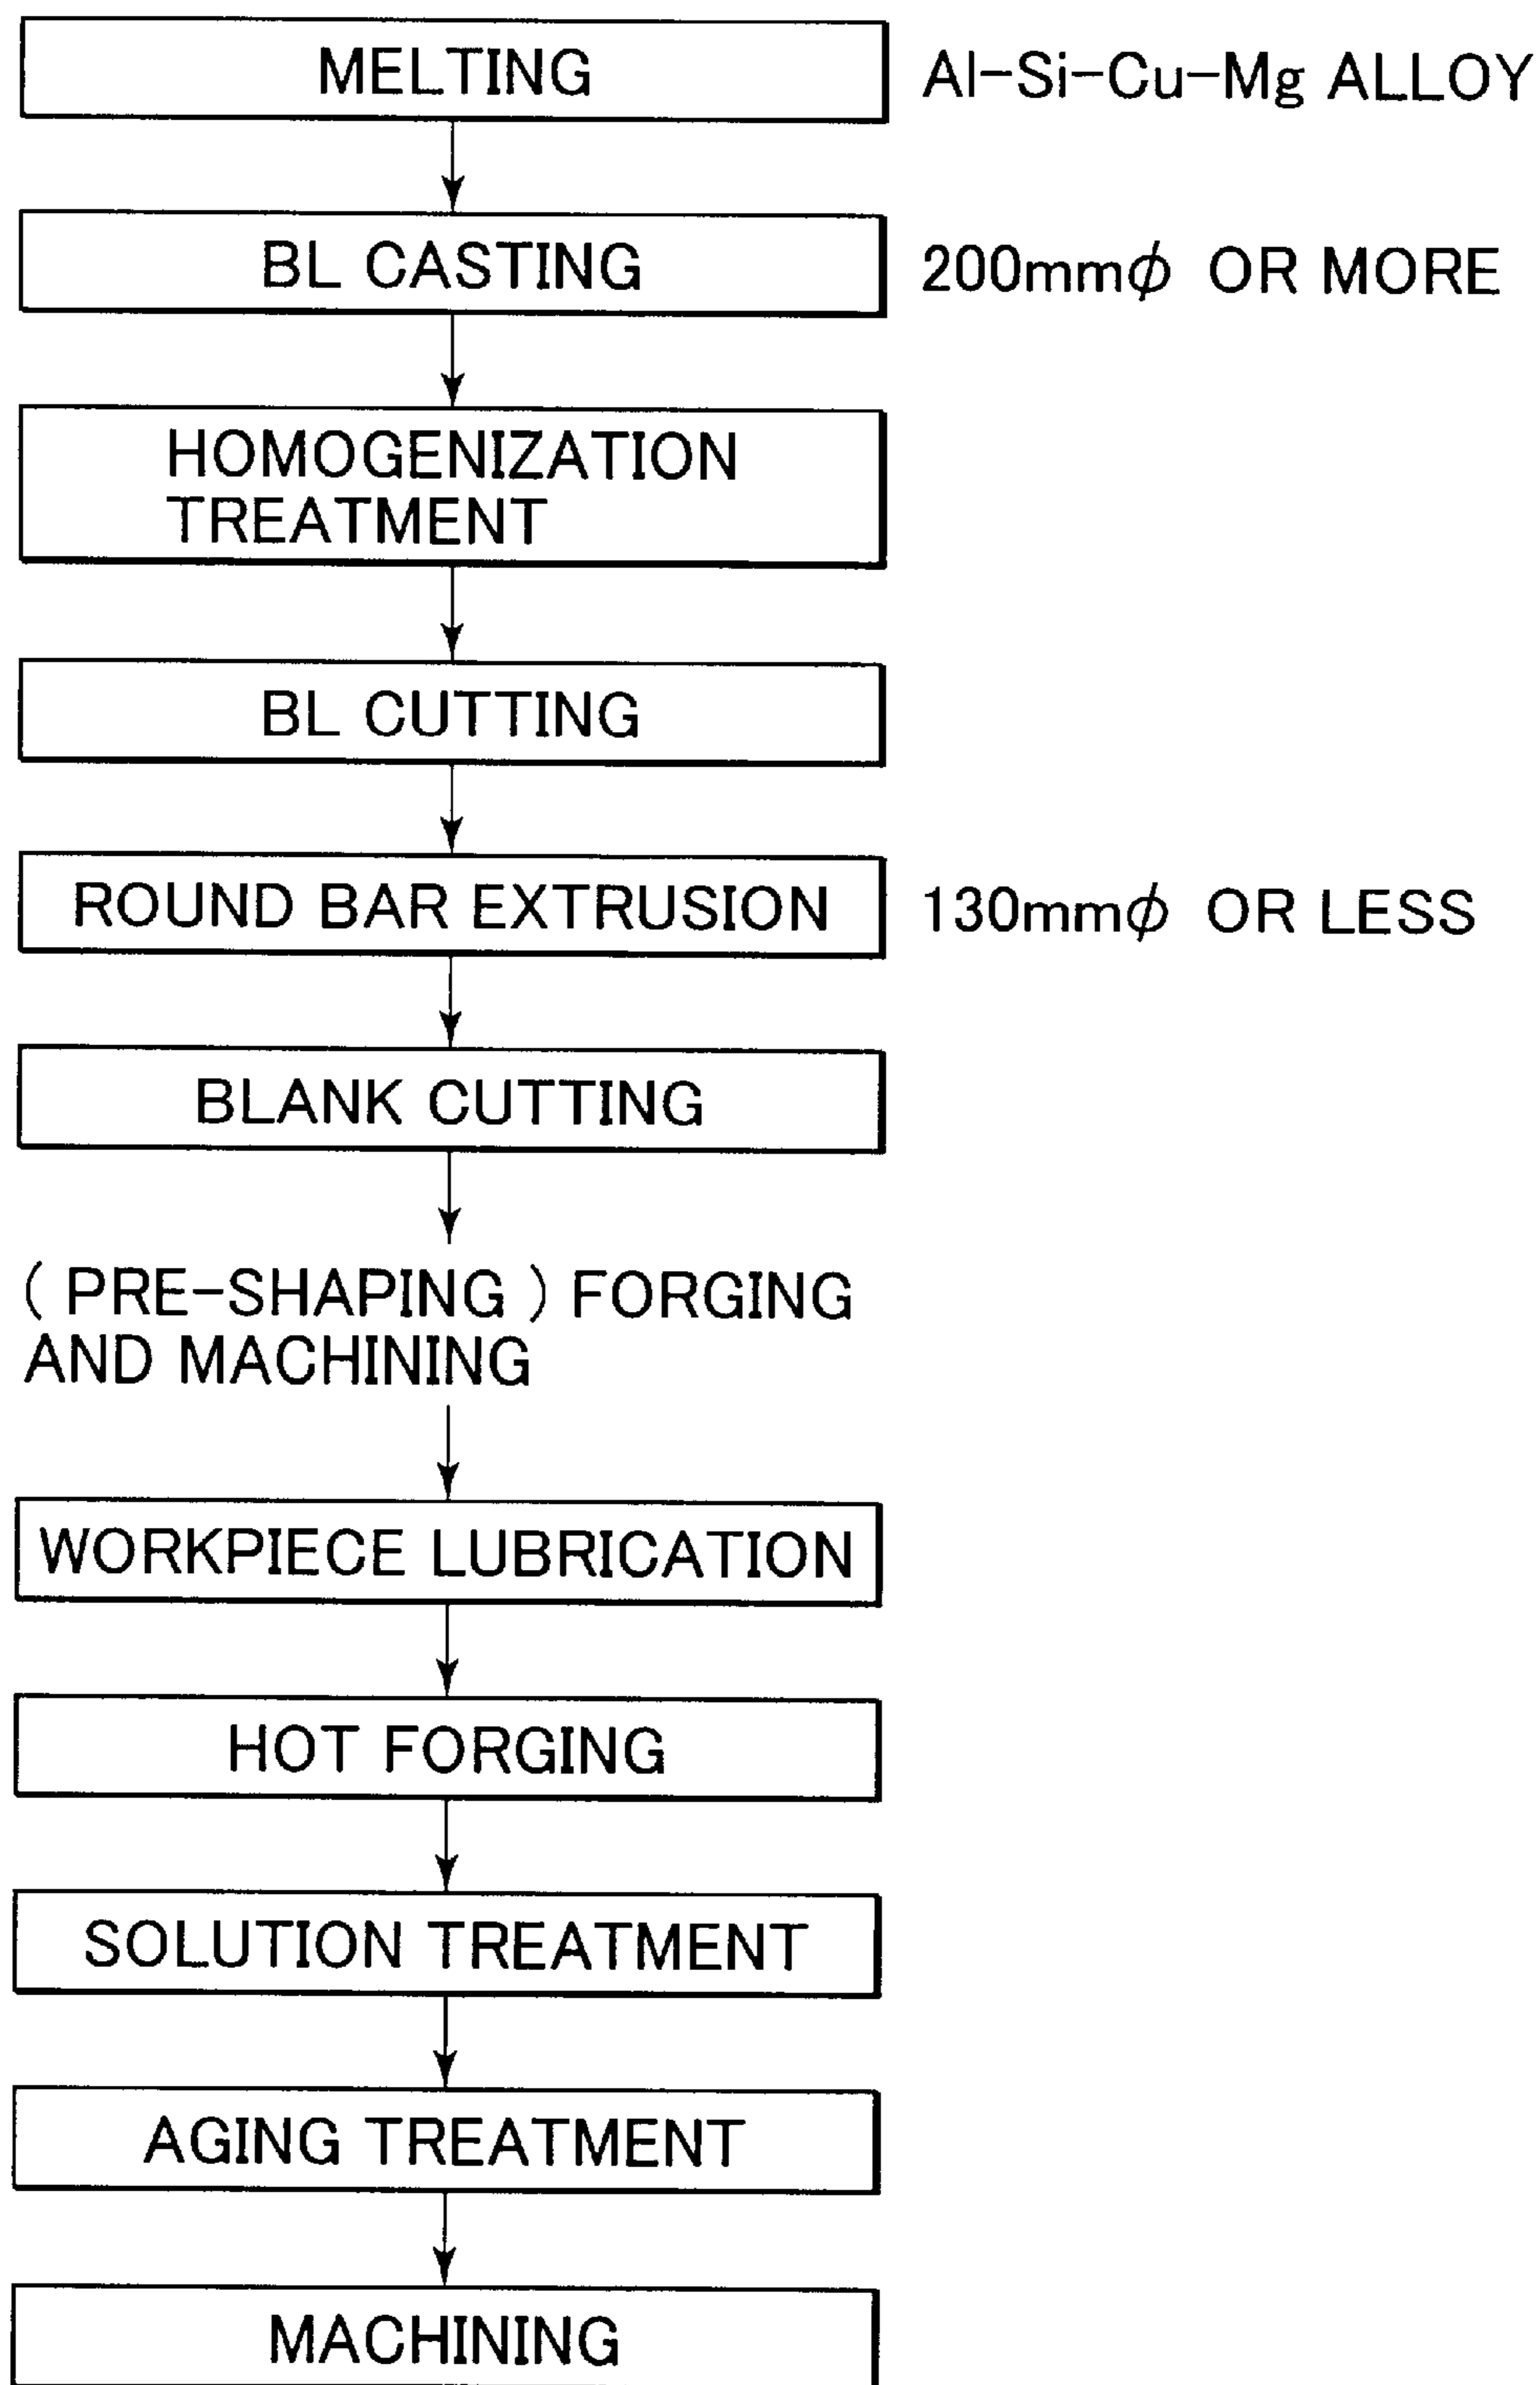 MELTING Al-Si-Cu-Mg ALLOY
BL CASTING 200mmϕ OR MORE
HOMOGENIZATION
TREATMENT
BL CUTTING
ROUND BAR EXTRUSION 130mmϕ OR LESS
BLANK CUTTING
( PRE-SHAPING ) FORGING
AND MACHINING
WORKPIECE LUBRICATION
HOT FORGING
SOLUTION TREATMENT
AGING TREATMENT
MACHINING